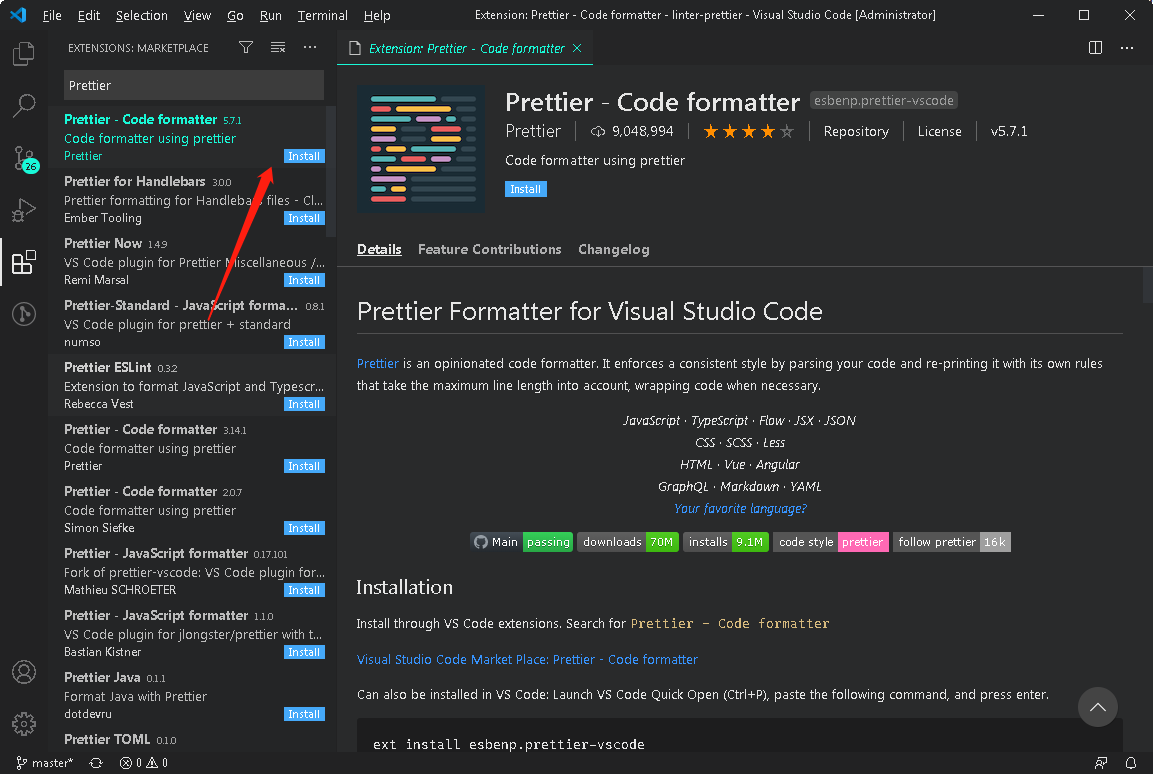 File Edit Selection View Go Run Terminal Help
Extension: Prettier - Code formatter - linter-prettier - Visual Studio Code [Administrator]
EXTENSIONS: MARKETPLACE
Prettier
Prettier - Code formatter 5.7.1
Code formatter using prettier
Prettier Install
Prettier for Handlebars 3.0.0
Prettier formatting for Handlebars files - Cl...
Ember Tooling Install
Prettier Now 1.4.9
VS Code plugin for Prettier Miscellaneous /...
Remi Marsal Install
Prettier-Standard - JavaScript forma... 0.8.1
VS Code plugin for prettier + standard
numso Install
Prettier ESLint 0.3.2
Extension to format JavaScript and Typescr...
Rebecca Vest Install
Prettier - Code formatter 3.14.1
Code formatter using prettier
Prettier Install
Prettier - Code formatter 2.0.7
Code formatter using prettier
Simon Siefke Install
Prettier - JavaScript formatter 0.17.101
Fork of prettier-vscode: VS Code plugin for...
Mathieu SCHROETER Install
Prettier - JavaScript formatter 1.1.0
VS Code plugin for jlongster/prettier with t...
Bastian Kistner Install
Prettier Java 0.1.1
Format Java with Prettier
dotdevru Install
Prettier TOML 0.1.0
26
Extension: Prettier - Code formatter
Prettier - Code formatter esbenp.prettier-vscode
Prettier 9,048,994 Repository License v5.7.1
Code formatter using prettier
Install
Details Feature Contributions Changelog
Prettier Formatter for Visual Studio Code
Prettier is an opinionated code formatter. It enforces a consistent style by parsing your code and re-printing it with its own rules
that take the maximum line length into account, wrapping code when necessary.
JavaScript · TypeScript · Flow · JSX · JSON
CSS · SCSS · Less
HTML · Vue · Angular
GraphQL · Markdown · YAML
Your favorite language?
Main passing downloads 70M installs 9.1M code style prettier follow prettier 16k
Installation
Install through VS Code extensions. Search for Prettier - Code formatter
Visual Studio Code Market Place: Prettier - Code formatter
Can also be installed in VS Code: Launch VS Code Quick Open (Ctrl+P), paste the following command, and press enter.
ext install esbenp.prettier-vscode
master* 0 0